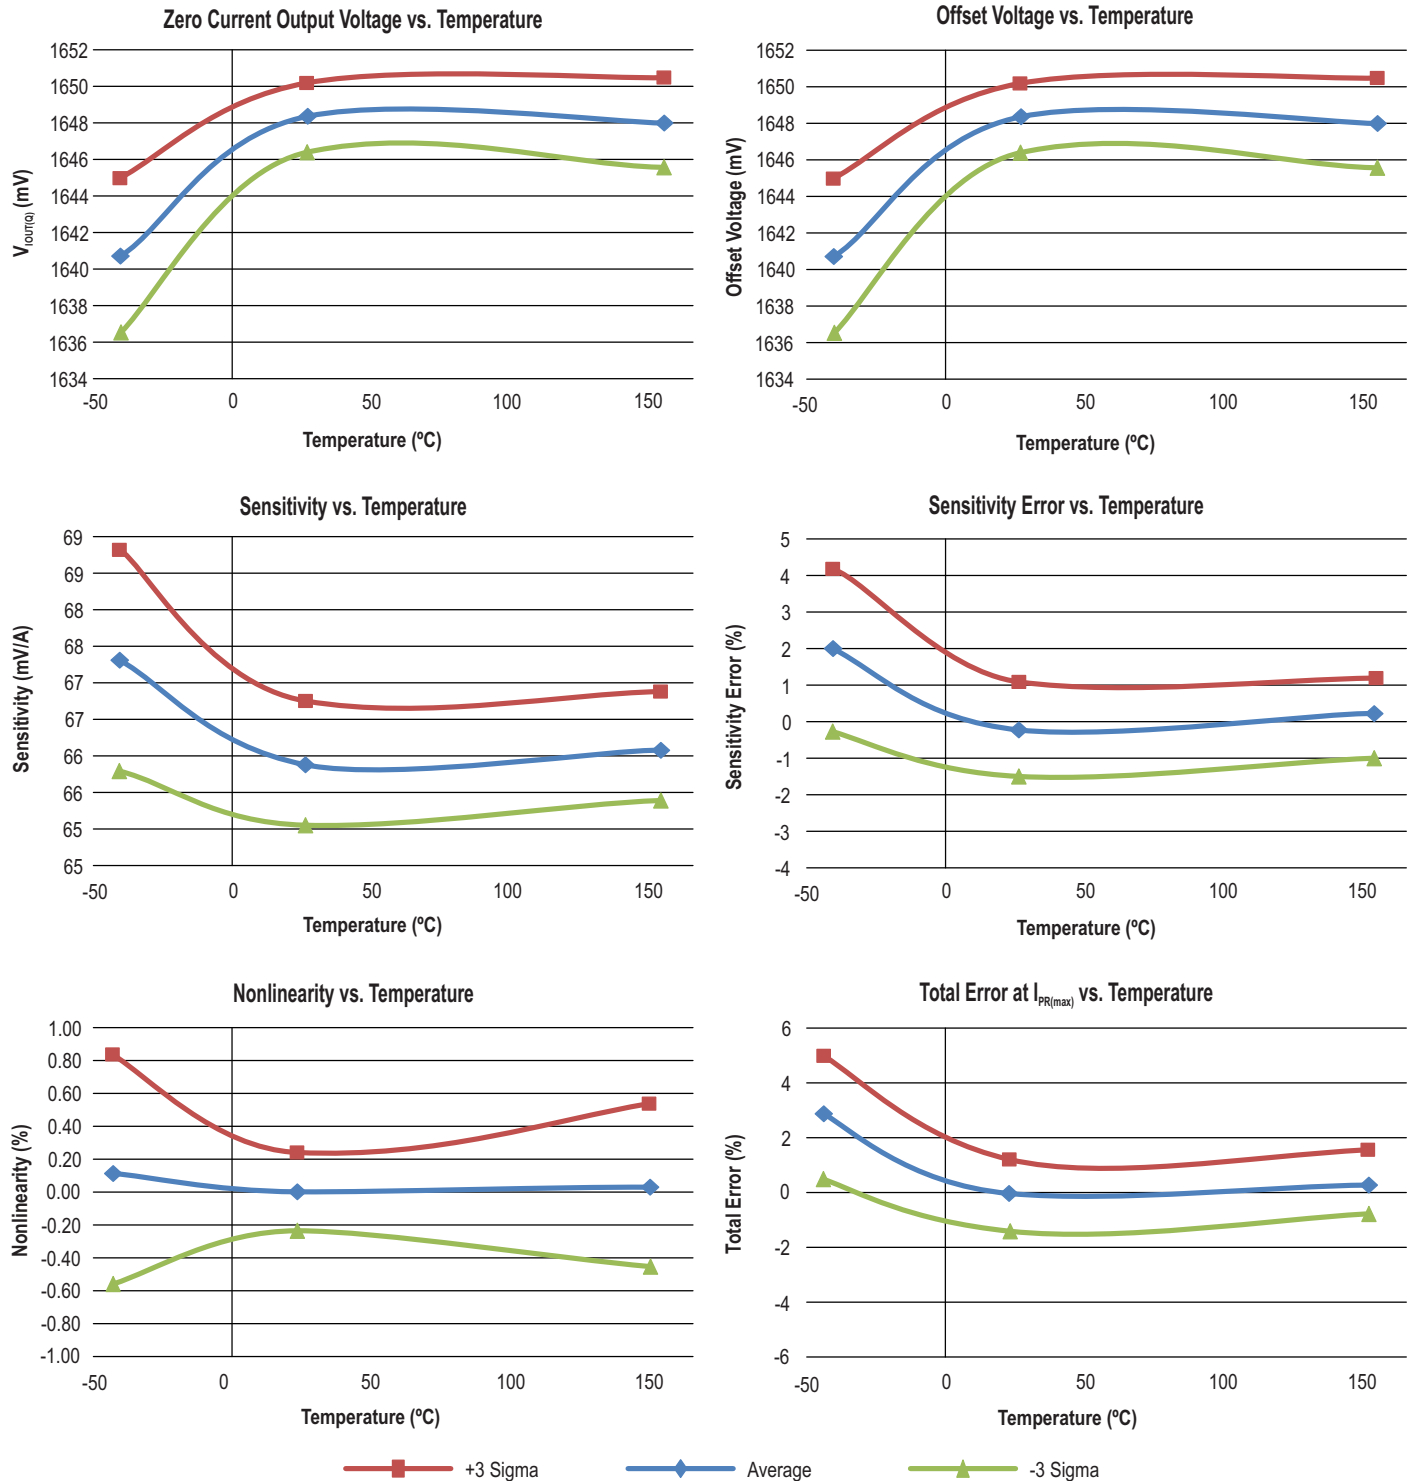 Zero Current Output Voltage vs. Temperature
1652
1650
1648
1646
1644
1642
1640
1638
1636
1634
V_IOUT(Q) (mV)
-50 0 50 100 150
Temperature (ºC)
Offset Voltage vs. Temperature
1652
1650
1648
1646
1644
1642
1640
1638
1636
1634
Offset Voltage (mV)
-50 0 50 100 150
Temperature (ºC)
Sensitivity vs. Temperature
69
69
68
68
67
67
66
66
65
65
Sensitivity (mV/A)
-50 0 50 100 150
Temperature (ºC)
Sensitivity Error vs. Temperature
5
4
3
2
1
0
-1
-2
-3
-4
Sensitivity Error (%)
-50 0 50 100 150
Temperature (ºC)
Nonlinearity vs. Temperature
1.00
0.80
0.60
0.40
0.20
0.00
-0.20
-0.40
-0.60
-0.80
-1.00
Nonlinearity (%)
-50 0 50 100 150
Temperature (ºC)
Total Error at I_PR(max) vs. Temperature
6
4
2
0
-2
-4
-6
Total Error (%)
-50 0 50 100 150
Temperature (ºC)
+3 Sigma Average -3 Sigma